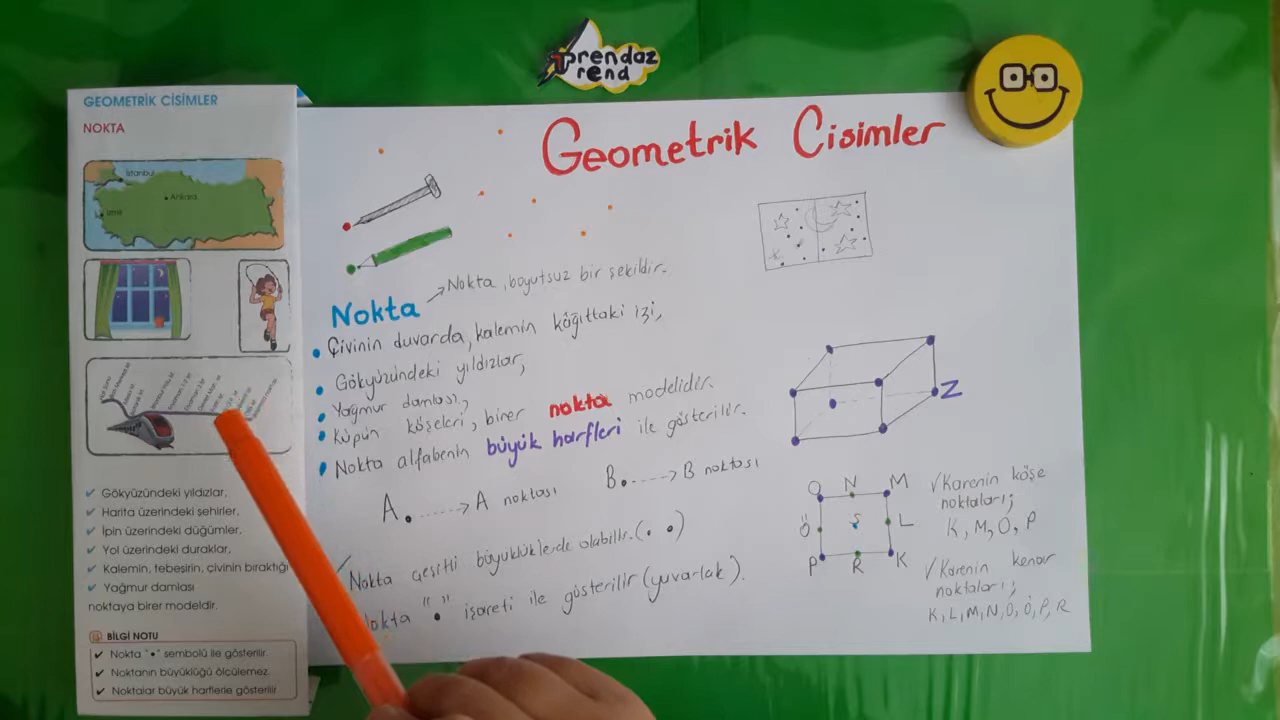 prendaz
rend
GEOMETRİK CİSİMLER
NOKTA
İstanbul
Ankara
İzmir
✔ Gökyüzündeki yıldızlar,
✔ Harita üzerindeki şehirler,
✔ İpin üzerindeki düğümler,
✔ Yol üzerindeki duraklar,
✔ Kalemin, tebeşirin, çivinin bıraktığı
✔ Yağmur damlası
noktaya birer modeldir.
BİLGİ NOTU
✔ Nokta "•" sembolü ile gösterilir.
✔ Noktanın büyüklüğü ölçülemez.
✔ Noktalar büyük harflerle gösterilir.
Geometrik Cisimler
Nokta → Nokta, boyutsuz bir şekildir.
• Çivinin duvarda, kalemin kâğıttaki izi,
• Gökyüzündeki yıldızlar,
• Yağmur damlası,
• Küpün köşeleri, birer nokta modelidir.
• Nokta alfabenin büyük harfleri ile gösterilir.
A. ......→ A noktası
B. ......→ B noktası
Nokta çeşitli büyüklüklerde olabilir. (. •)
Nokta "•" işareti ile gösterilir (yuvarlak).
Z
O N M
Ö S L
P R K
✓ Karenin köşe
noktaları;
K, M, O, P
✓ Karenin kenar
noktaları;
K, L, M, N, O, Ö, P, R